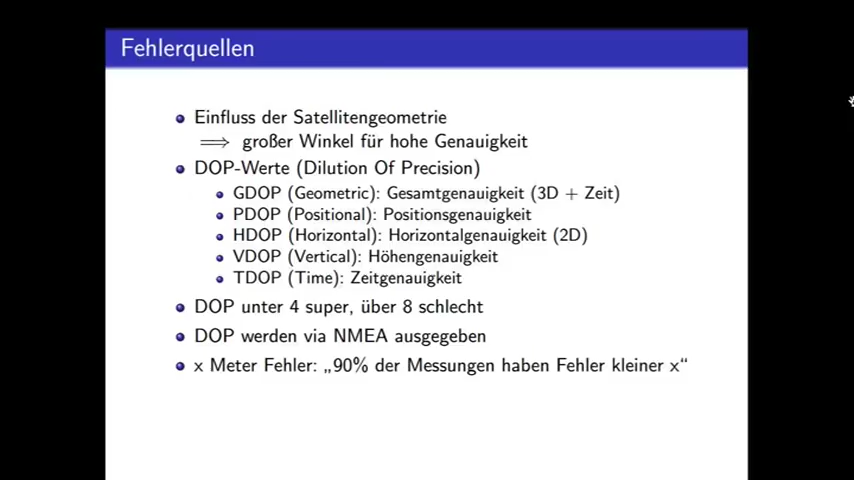 Fehlerquellen
Einfluss der Satellitengeometrie
⟹ großer Winkel für hohe Genauigkeit
DOP-Werte (Dilution Of Precision)
GDOP (Geometric): Gesamtgenauigkeit (3D + Zeit)
PDOP (Positional): Positionsgenauigkeit
HDOP (Horizontal): Horizontalgenauigkeit (2D)
VDOP (Vertical): Höhengenauigkeit
TDOP (Time): Zeitgenauigkeit
DOP unter 4 super, über 8 schlecht
DOP werden via NMEA ausgegeben
x Meter Fehler: „90% der Messungen haben Fehler kleiner x“